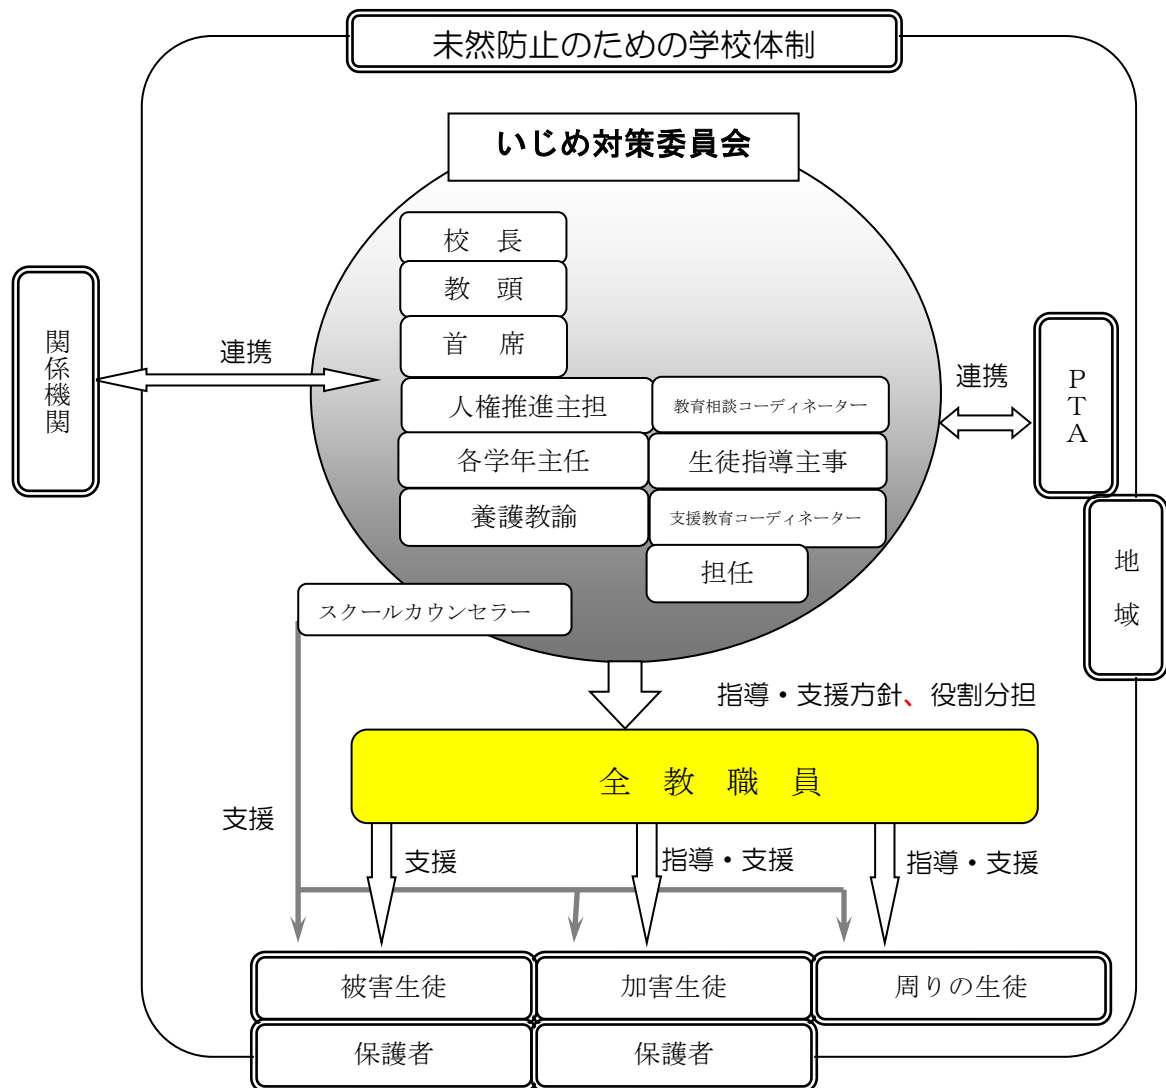 未然防止のための学校体制
いじめ対策委員会
校　長
教　頭
首　席
人権推進主担
教育相談コーディネーター
各学年主任
生徒指導主事
養護教諭
支援教育コーディネーター
担任
スクールカウンセラー
関係機関
連携
連携
ＰＴＡ
地　域
指導・支援方針、役割分担
全　教　職　員
支援
支援
指導・支援
指導・支援
被害生徒
加害生徒
周りの生徒
保護者
保護者